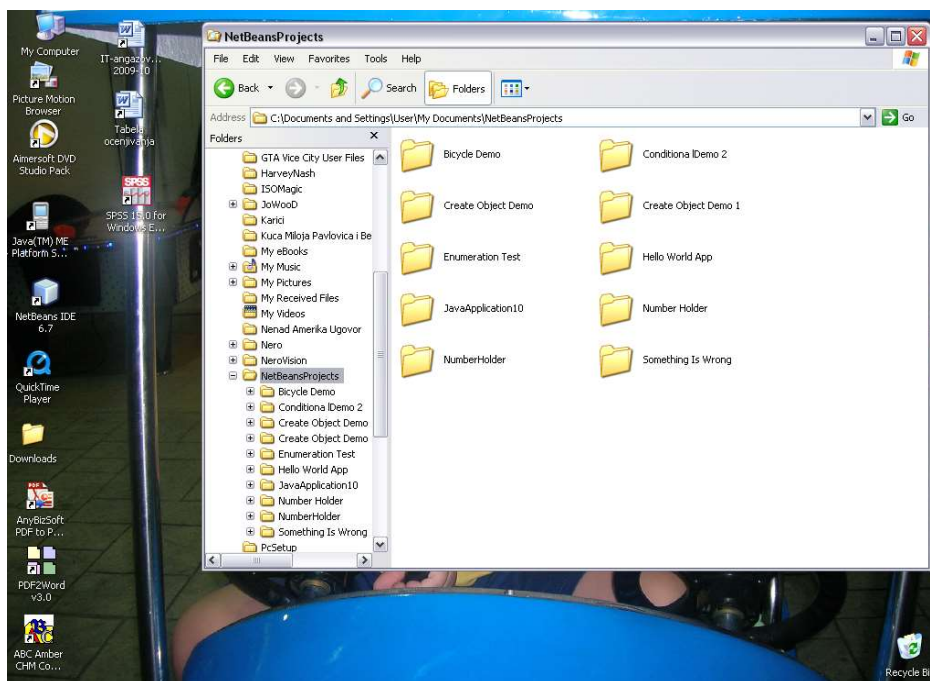 My Computer
IT-angazov...
2009-10
Picture Motion
Browser
Tabela
ocenjivanja
Aimersoft DVD
Studio Pack
SPSS
SPSS 15.0 for
Windows E...
Java(TM) ME
Platform S...
NetBeans IDE
6.7
QuickTime
Player
Downloads
PDF
AnyBizSoft
PDF to P...
PDF2Word
v3.0
ABC Amber
CHM Co...
Recycle Bi
NetBeansProjects
File Edit View Favorites Tools Help
Back Search Folders
Address C:\Documents and Settings\User\My Documents\NetBeansProjects Go
Folders
GTA Vice City User Files
HarveyNash
ISOMagic
JoWooD
Karici
Kuca Miloja Pavlovica i Be
My eBooks
My Music
My Pictures
My Received Files
My Videos
Nenad Amerika Ugovor
Nero
NeroVision
NetBeansProjects
Bicycle Demo
Conditiona lDemo 2
Create Object Demo
Create Object Demo
Enumeration Test
Hello World App
JavaApplication10
Number Holder
NumberHolder
Something Is Wrong
PcSetup
Bicycle Demo Conditiona lDemo 2
Create Object Demo Create Object Demo 1
Enumeration Test Hello World App
JavaApplication10 Number Holder
NumberHolder Something Is Wrong